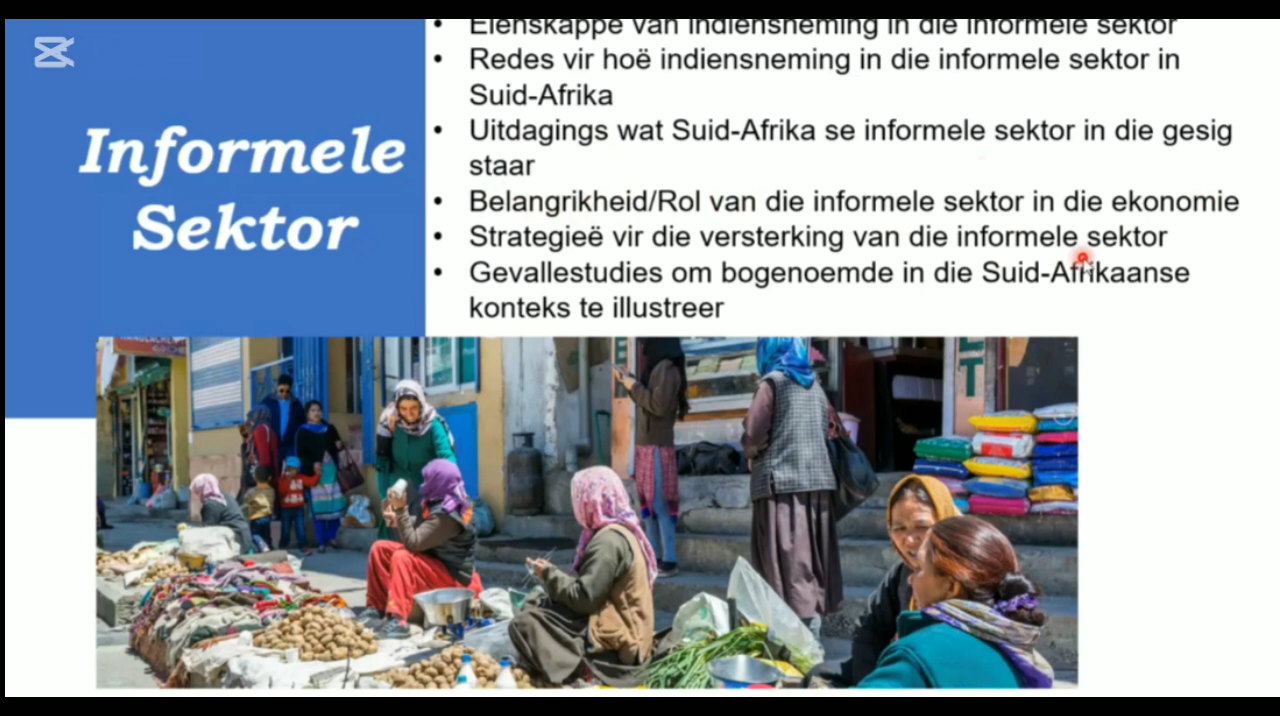 Informele
Sektor
• Eienskappe van indiensneming in die informele sektor
• Redes vir hoë indiensneming in die informele sektor in
Suid-Afrika
• Uitdagings wat Suid-Afrika se informele sektor in die gesig
staar
• Belangrikheid/Rol van die informele sektor in die ekonomie
• Strategieë vir die versterking van die informele sektor
• Gevallestudies om bogenoemde in die Suid-Afrikaanse
konteks te illustreer